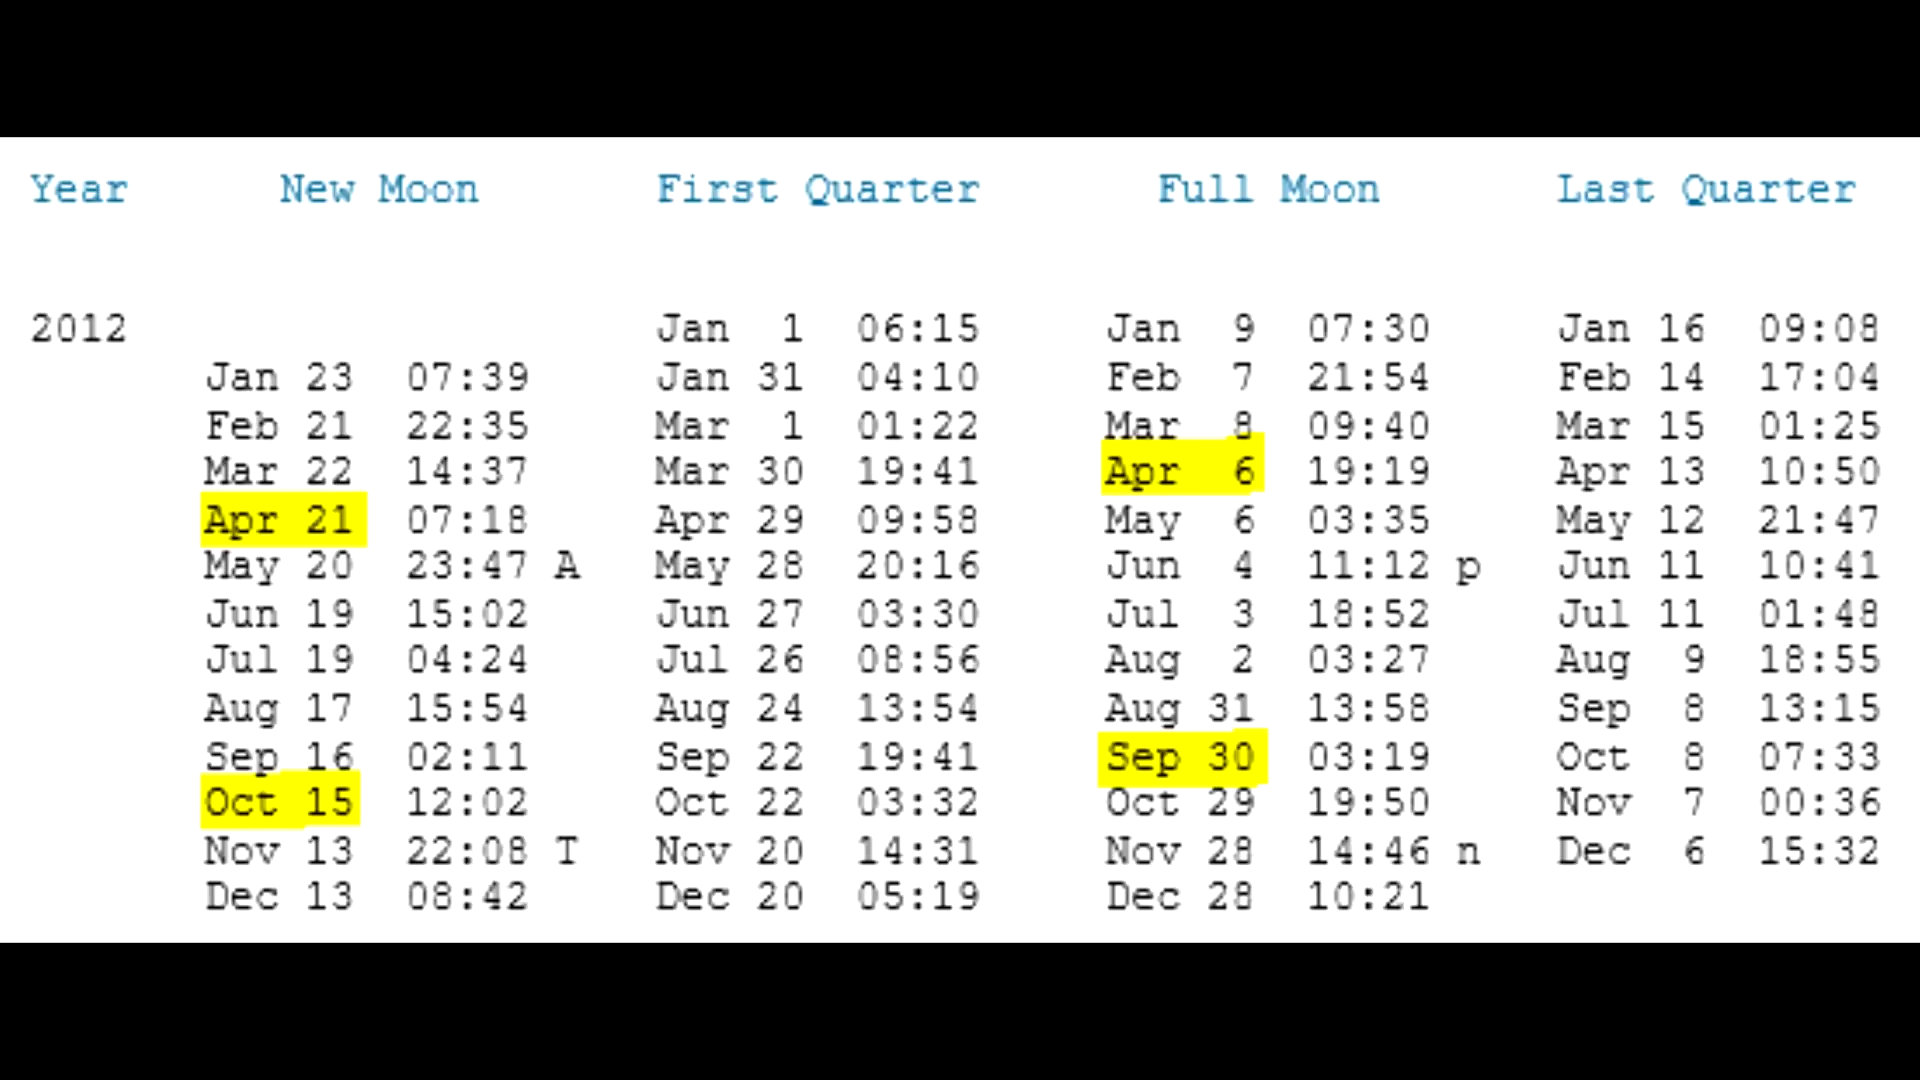 Year New Moon First Quarter Full Moon Last Quarter
2012 Jan 1 06:15 Jan 9 07:30 Jan 16 09:08
Jan 23 07:39 Jan 31 04:10 Feb 7 21:54 Feb 14 17:04
Feb 21 22:35 Mar 1 01:22 Mar 8 09:40 Mar 15 01:25
Mar 22 14:37 Mar 30 19:41 Apr 6 19:19 Apr 13 10:50
Apr 21 07:18 Apr 29 09:58 May 6 03:35 May 12 21:47
May 20 23:47 A May 28 20:16 Jun 4 11:12 p Jun 11 10:41
Jun 19 15:02 Jun 27 03:30 Jul 3 18:52 Jul 11 01:48
Jul 19 04:24 Jul 26 08:56 Aug 2 03:27 Aug 9 18:55
Aug 17 15:54 Aug 24 13:54 Aug 31 13:58 Sep 8 13:15
Sep 16 02:11 Sep 22 19:41 Sep 30 03:19 Oct 8 07:33
Oct 15 12:02 Oct 22 03:32 Oct 29 19:50 Nov 7 00:36
Nov 13 22:08 T Nov 20 14:31 Nov 28 14:46 n Dec 6 15:32
Dec 13 08:42 Dec 20 05:19 Dec 28 10:21